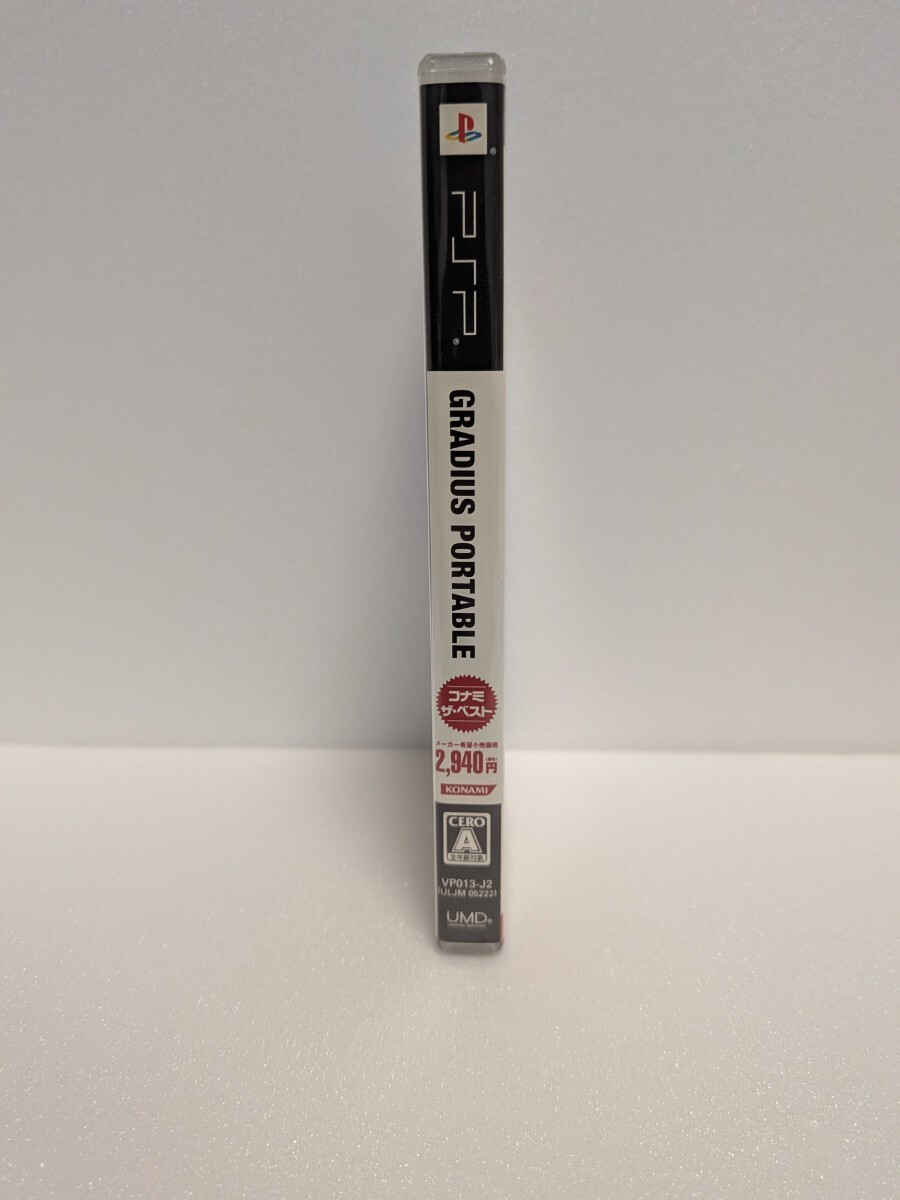 PSP®
GRADIUS PORTABLE
コナミ
ザ・ベスト
メーカー希望小売価格
2,940円
KONAMI
CERO
A
全年齢対象
VP013-J2
(ULJM 05222)
UMD®